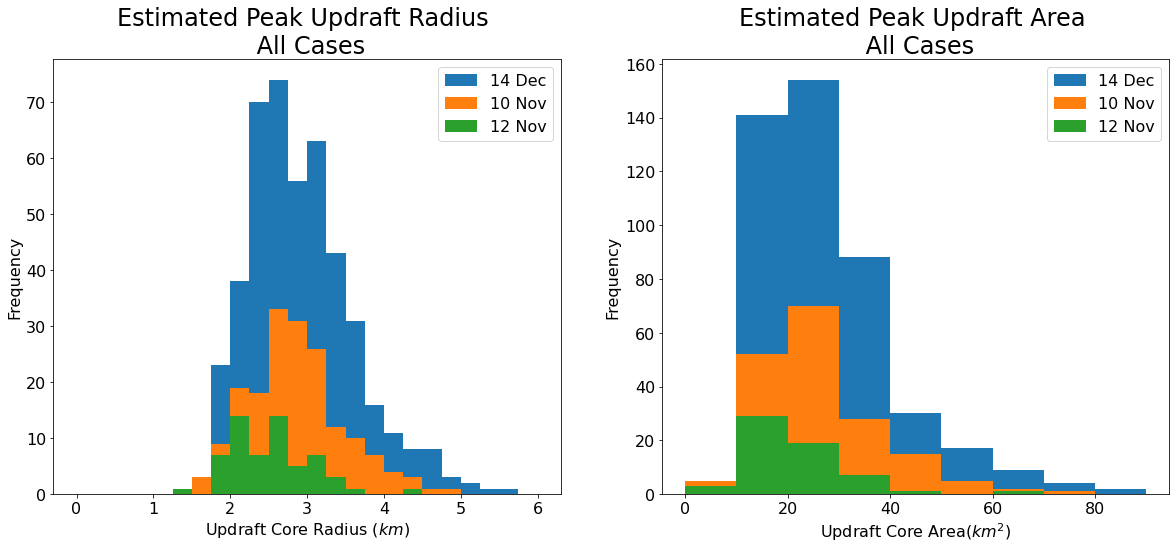 Estimated Peak Updraft Radius
All Cases
14 Dec
10 Nov
12 Nov
Frequency
70
60
50
40
30
20
10
0
0 1 2 3 4 5 6
Updraft Core Radius (km)
Estimated Peak Updraft Area
All Cases
14 Dec
10 Nov
12 Nov
Frequency
160
140
120
100
80
60
40
20
0
0 20 40 60 80
Updraft Core Area(km²)